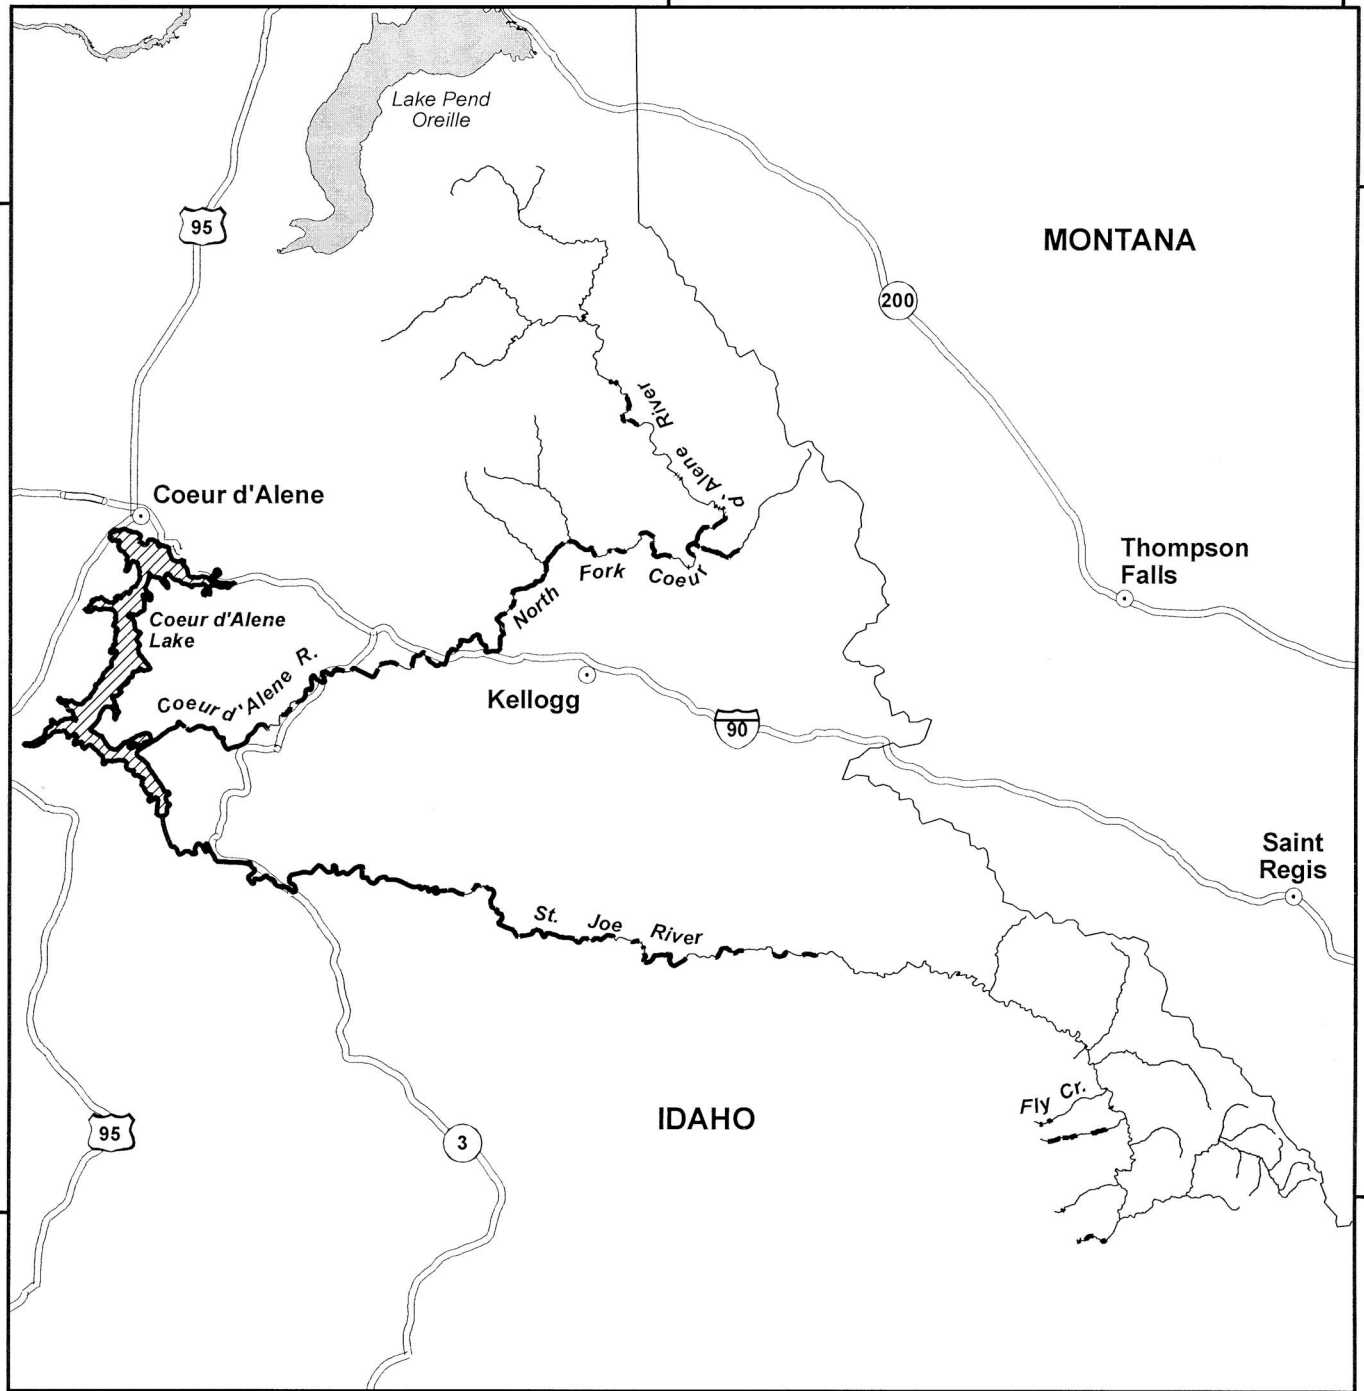 Lake Pend
Oreille
95
MONTANA
200
d'Alene River
Coeur d'Alene
Thompson
Falls
North Fork Coeur
Coeur d'Alene
Lake
Coeur d'Alene R.
Kellogg
90
Saint
Regis
St. Joe River
Fly Cr.
IDAHO
95
3